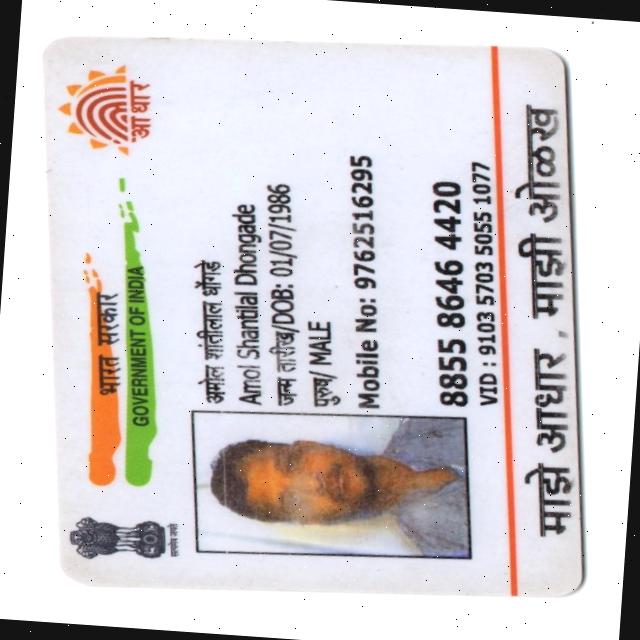 भारत सरकार
GOVERNMENT OF INDIA
आधार
सत्यमेव जयते
अमोल शांतीलाल धोंगडे
Amol Shantilal Dhongade
जन्म तारीख/DOB: 01/07/1986
पुरुष/ MALE
Mobile No: 9762516295
8855 8646 4420
VID : 9103 5703 5055 1077
माझे आधार , माझी ओळख